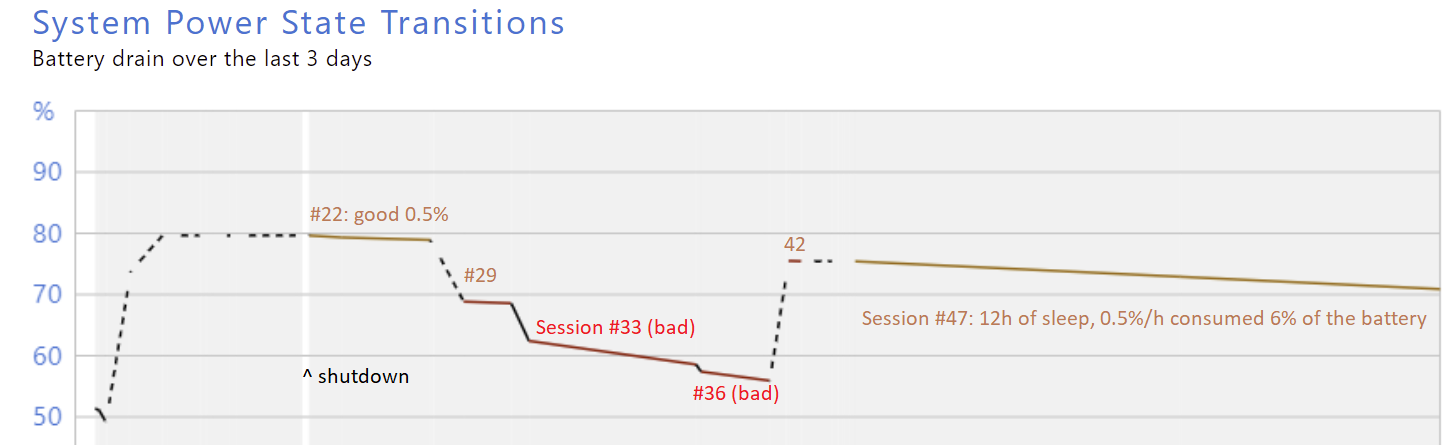 System Power State Transitions
Battery drain over the last 3 days
%
90
80
#22: good 0.5%
42
#29
70
Session #33 (bad)
Session #47: 12h of sleep, 0.5%/h consumed 6% of the battery
60
^ shutdown
#36 (bad)
50